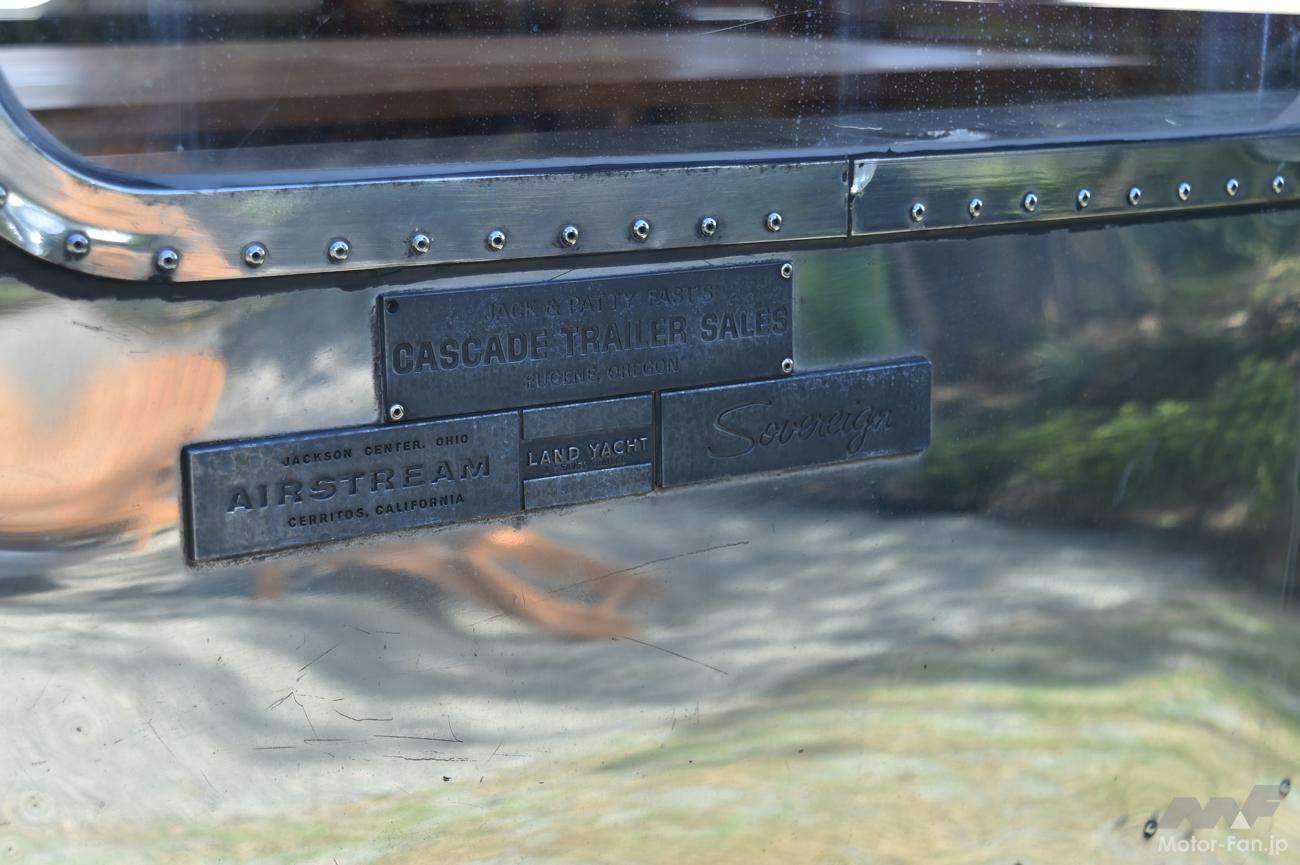 JACK & PATTY FAST'S
CASCADE TRAILER SALES
EUGENE, OREGON
JACKSON CENTER, OHIO
AIRSTREAM
CERRITOS, CALIFORNIA
LAND YACHT
Sovereign
Motor-Fan.jp